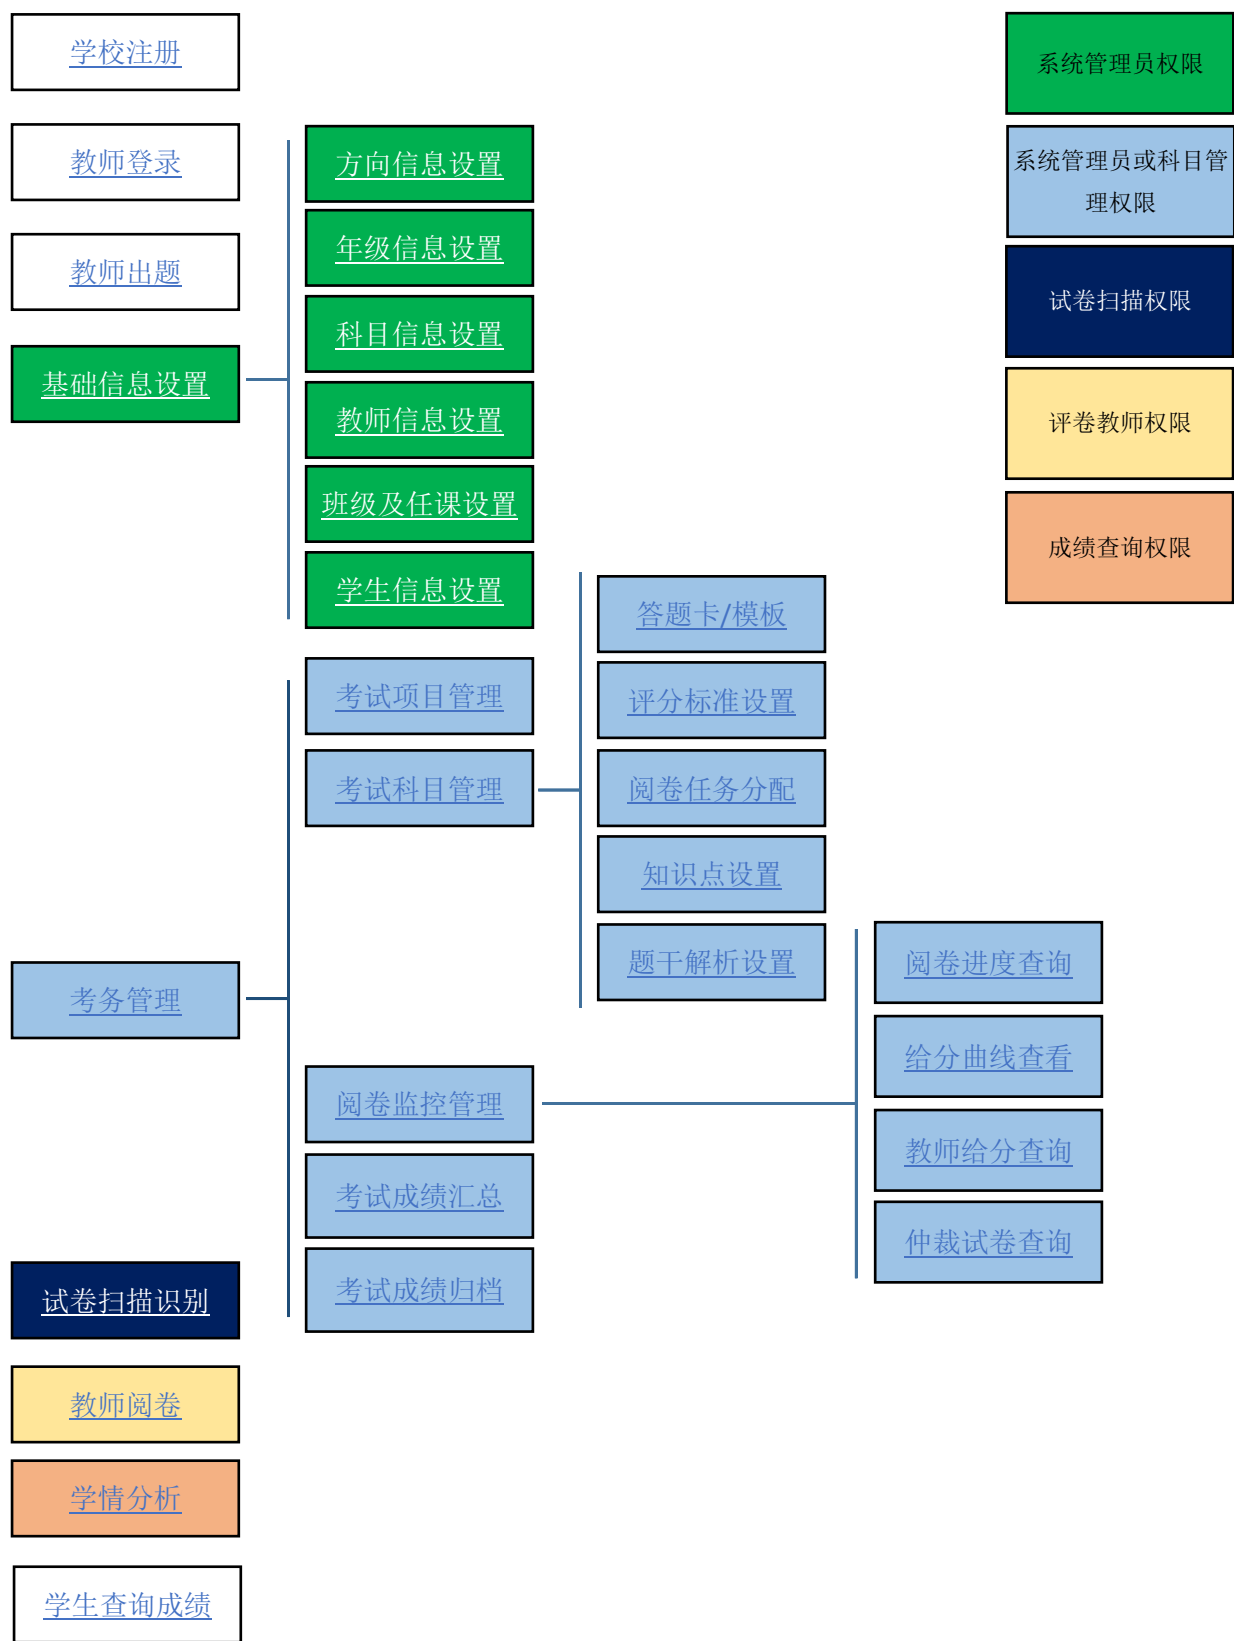 学校注册
教师登录
教师出题
基础信息设置
方向信息设置
年级信息设置
科目信息设置
教师信息设置
班级及任课设置
学生信息设置
考务管理
考试项目管理
考试科目管理
答题卡/模板
评分标准设置
阅卷任务分配
知识点设置
题干解析设置
阅卷监控管理
阅卷进度查询
给分曲线查看
教师给分查询
仲裁试卷查询
考试成绩汇总
考试成绩归档
试卷扫描识别
教师阅卷
学情分析
学生查询成绩
系统管理员权限
系统管理员或科目管
理权限
试卷扫描权限
评卷教师权限
成绩查询权限